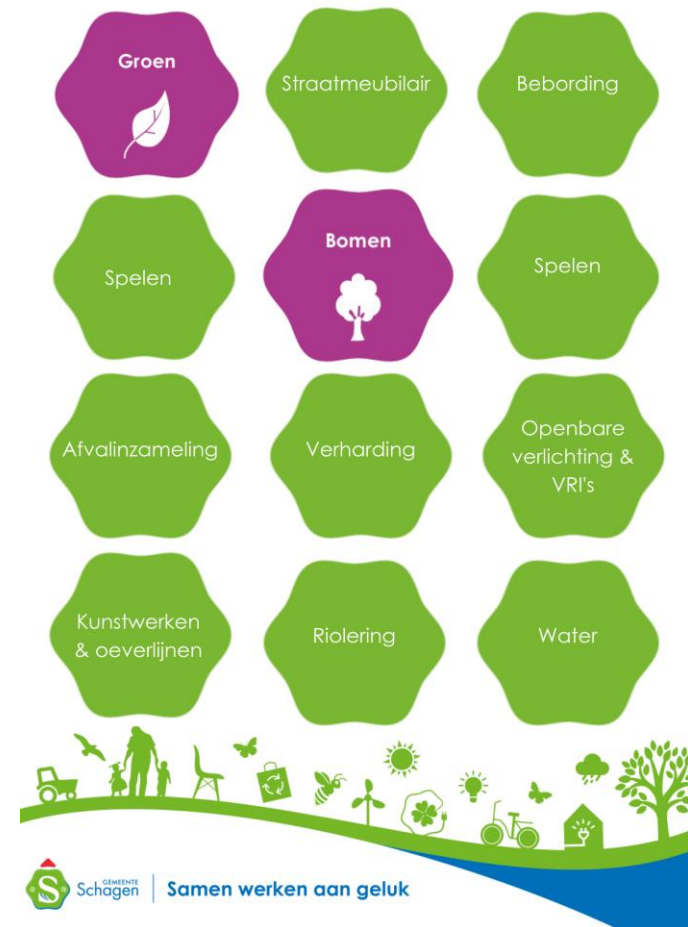 Groen
Straatmeubilair
Bebording
Spelen
Bomen
Spelen
Afvalinzameling
Verharding
Openbare
verlichting &
VRI's
Kunstwerken
& oeverlijnen
Riolering
Water
S
GEMEENTE
Schagen
Samen werken aan geluk